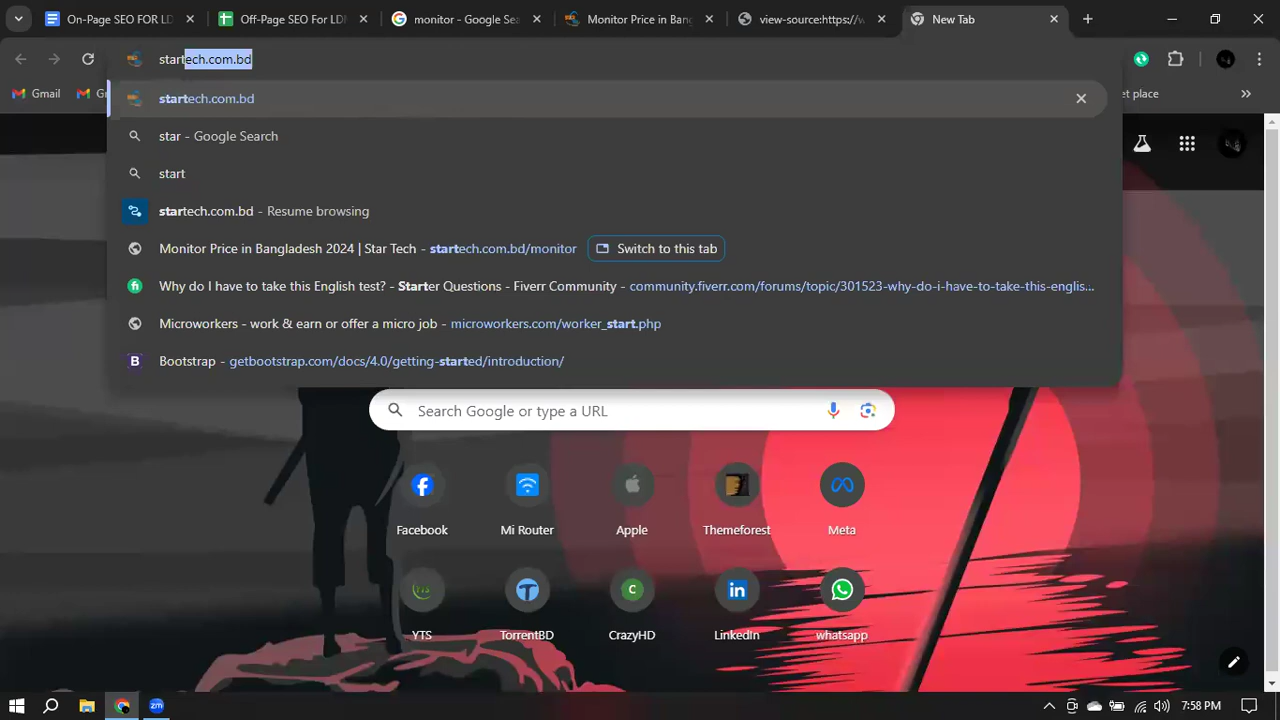 On-Page SEO FOR LD
Off-Page SEO For LD
monitor - Google Sea
Monitor Price in Bang
view-source:https://w
New Tab
startech.com.bd
Gmail
et place
startech.com.bd
star - Google Search
start
startech.com.bd - Resume browsing
Monitor Price in Bangladesh 2024 | Star Tech - startech.com.bd/monitor
Switch to this tab
Why do I have to take this English test? - Starter Questions - Fiverr Community - community.fiverr.com/forums/topic/301523-why-do-i-have-to-take-this-englis...
Microworkers - work & earn or offer a micro job - microworkers.com/worker_start.php
Bootstrap - getbootstrap.com/docs/4.0/getting-started/introduction/
Search Google or type a URL
Facebook
Mi Router
Apple
Themeforest
Meta
YTS
TorrentBD
CrazyHD
LinkedIn
whatsapp
7:58 PM